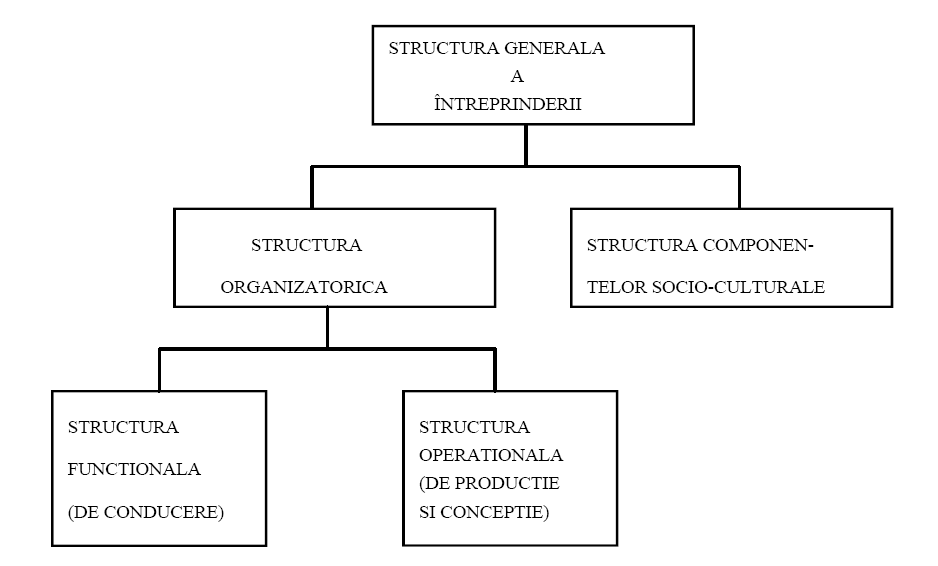 STRUCTURA GENERALA
A
ÎNTREPRINDERII
STRUCTURA
ORGANIZATORICA
STRUCTURA COMPONEN-
TELOR SOCIO-CULTURALE
STRUCTURA
FUNCTIONALA
(DE CONDUCERE)
STRUCTURA
OPERATIONALA
(DE PRODUCTIE
SI CONCEPTIE)